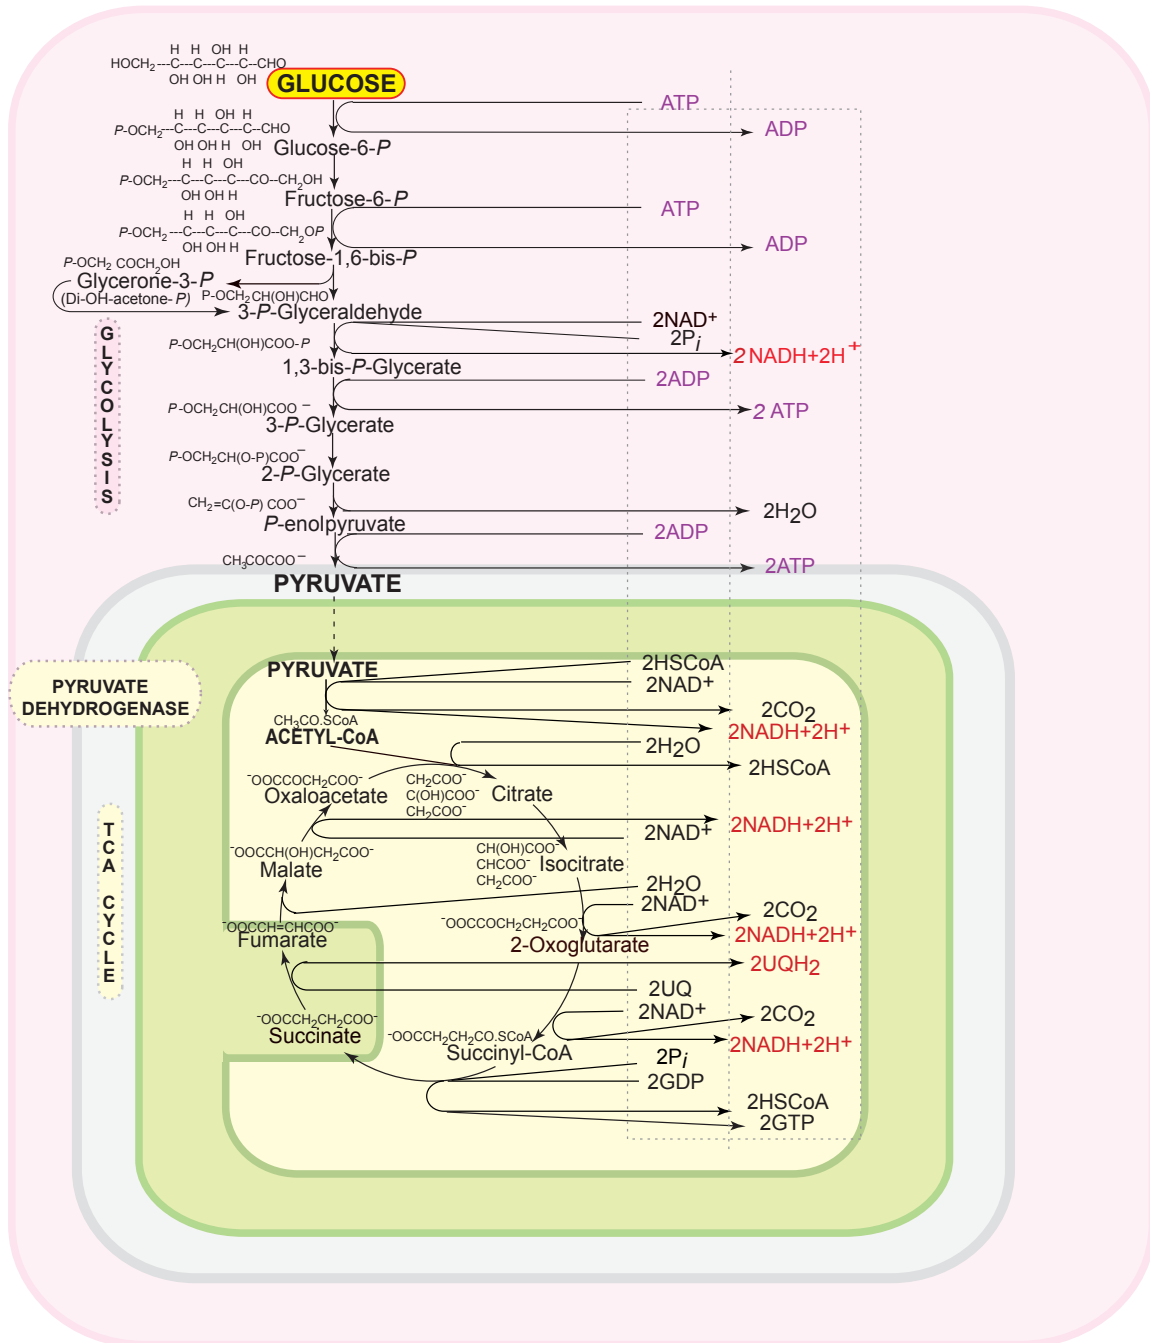 H H OH H
HOCH2---C---C---C---C---CHO
OH OH H OH
GLUCOSE
ATP
ADP
H H OH H
P-OCH2---C---C---C---C---CHO
OH OH H OH
Glucose-6-P
H H OH
P-OCH2---C---C---C---CO---CH2OH
OH OH H
Fructose-6-P
ATP
ADP
H H OH
P-OCH2---C---C---C---CO---CH2OP
OH OH H
Fructose-1,6-bis-P
P-OCH2 COCH2OH
Glycerone-3-P
(Di-OH-acetone-P)
P-OCH2CH(OH)CHO
3-P-Glyceraldehyde
2NAD+
2Pi
2NADH+2H+
P-OCH2CH(OH)COO-P
1,3-bis-P-Glycerate
2ADP
2 ATP
P-OCH2CH(OH)COO−
3-P-Glycerate
P-OCH2CH(O-P)COO−
2-P-Glycerate
CH2=C(O-P) COO−
2H2O
P-enolpyruvate
2ADP
2ATP
CH3COCOO−
PYRUVATE
GLYCOLYSIS
PYRUVATE
2HSCoA
2NAD+
PYRUVATE
DEHYDROGENASE
2CO2
2NADH+2H+
CH3CO.SCoA
ACETYL-CoA
2H2O
2HSCoA
-OOCCOCH2COO-
Oxaloacetate
CH2COO-
C(OH)COO-
CH2COO-
Citrate
2NADH+2H+
2NAD+
-OOCCH(OH)CH2COO-
Malate
CH(OH)COO-
CHCOO-
CH2COO-
Isocitrate
2H2O
2NAD+
2CO2
2NADH+2H+
-OOCCOCH2CH2COO-
2-Oxoglutarate
-OOCCH=CHCOO-
Fumarate
2UQH2
2UQ
2NAD+
2CO2
2NADH+2H+
-OOCCH2CH2COO-
Succinate
-OOCCH2CH2CO.SCoA
Succinyl-CoA
2Pi
2GDP
2HSCoA
2GTP
TCA CYCLE